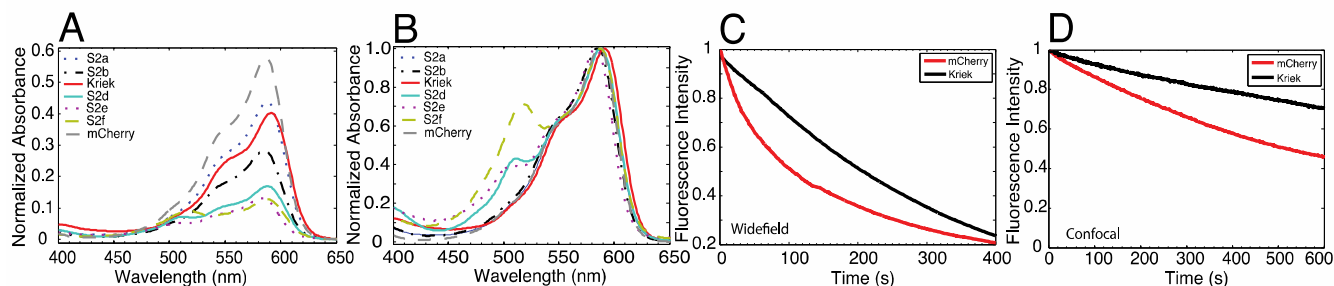 A
Normalized Absorbance
0.6
0.5
0.4
0.3
0.2
0.1
0
S2a
S2b
Kriek
S2d
S2e
S2f
mCherry
400
450
500
550
600
650
Wavelength (nm)
B
Normalized Absorbance
1.0
0.8
0.6
0.4
0.2
0
S2a
S2b
Kriek
S2d
S2e
S2f
mCherry
400
450
500
550
600
650
Wavelength (nm)
C
Fluorescence Intensity
1
0.8
0.6
0.4
0.2
mCherry
Kriek
Widefield
0
100
200
300
400
Time (s)
D
Fluorescence Intensity
1
0.8
0.6
0.4
0.2
0
mCherry
Kriek
Confocal
0
100
200
300
400
500
600
Time (s)